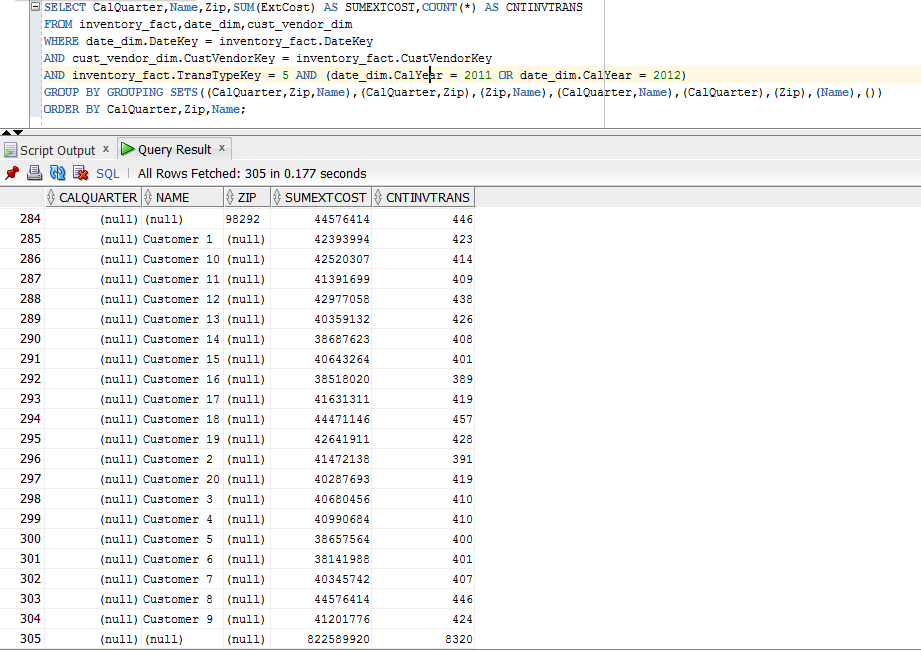 SELECT CalQuarter,Name,Zip,SUM(ExtCost) AS SUMEXTCOST,COUNT(*) AS CNTINVTRANS
FROM inventory_fact,date_dim,cust_vendor_dim
WHERE date_dim.DateKey = inventory_fact.DateKey
AND cust_vendor_dim.CustVendorKey = inventory_fact.CustVendorKey
AND inventory_fact.TransTypeKey = 5 AND (date_dim.CalYear = 2011 OR date_dim.CalYear = 2012)
GROUP BY GROUPING SETS((CalQuarter,Zip,Name),(CalQuarter,Zip),(Zip,Name),(CalQuarter,Name),(CalQuarter),(Zip),(Name),())
ORDER BY CalQuarter,Zip,Name;
Script Output x Query Result x
SQL | All Rows Fetched: 305 in 0.177 seconds
CALQUARTER NAME ZIP SUMEXTCOST CNTINVTRANS
284 (null) (null) 98292 44576414 446
285 (null) Customer 1 (null) 42393994 423
286 (null) Customer 10 (null) 42520307 414
287 (null) Customer 11 (null) 41391699 409
288 (null) Customer 12 (null) 42977058 438
289 (null) Customer 13 (null) 40359132 426
290 (null) Customer 14 (null) 38687623 408
291 (null) Customer 15 (null) 40643264 401
292 (null) Customer 16 (null) 38518020 389
293 (null) Customer 17 (null) 41631311 419
294 (null) Customer 18 (null) 44471146 457
295 (null) Customer 19 (null) 42641911 428
296 (null) Customer 2 (null) 41472138 391
297 (null) Customer 20 (null) 40287693 419
298 (null) Customer 3 (null) 40680456 410
299 (null) Customer 4 (null) 40990684 410
300 (null) Customer 5 (null) 38657564 400
301 (null) Customer 6 (null) 38141988 401
302 (null) Customer 7 (null) 40345742 407
303 (null) Customer 8 (null) 44576414 446
304 (null) Customer 9 (null) 41201776 424
305 (null) (null) (null) 822589920 8320